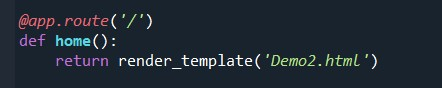 @app.route('/')
def home():
    return render_template('Demo2.html')